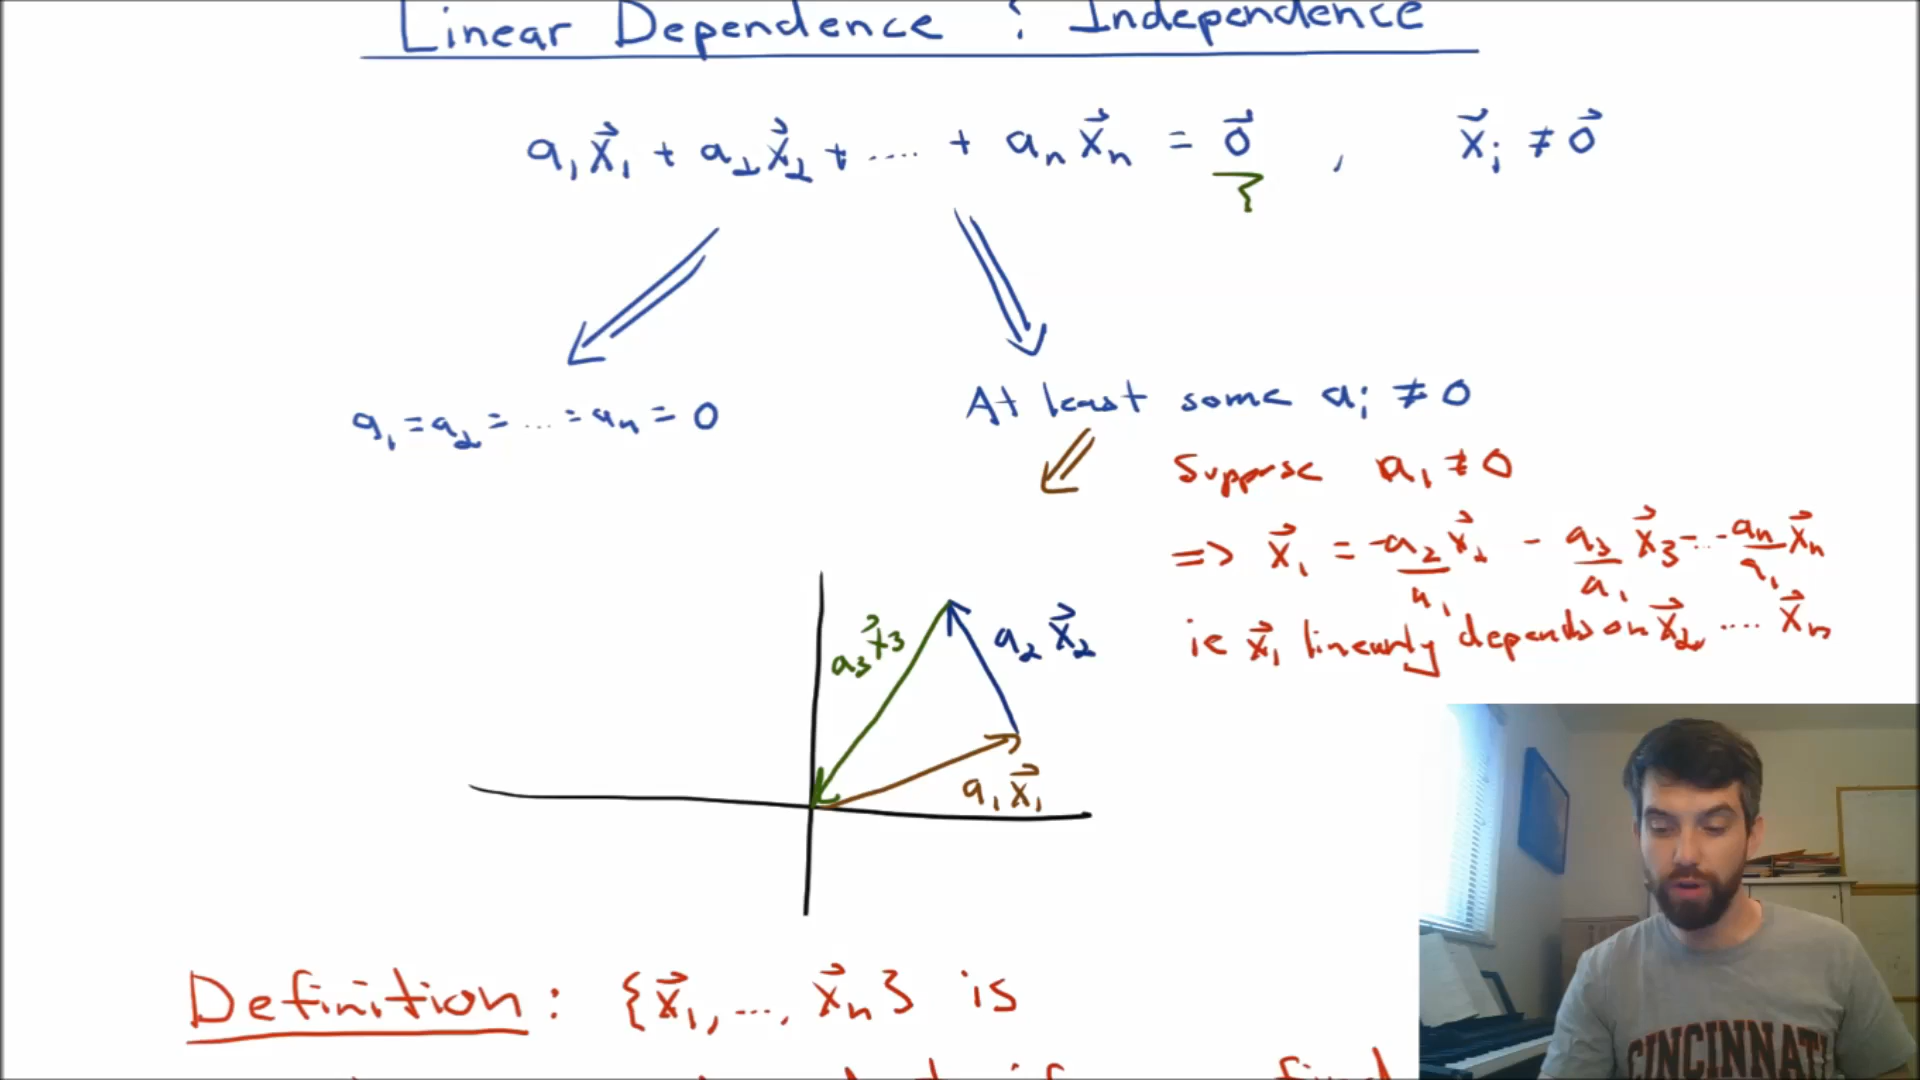 Linear Dependence : Independence
a₁x⃗₁ + a₂x⃗₂ + .... + aₙx⃗ₙ = 0⃗ , x⃗ᵢ ≠ 0⃗
?
a₁ = a₂ = ... = aₙ = 0
At least some aᵢ ≠ 0
Suppose a₁ ≠ 0
=> x⃗₁ = -a₂/a₁ x⃗₂ - a₃/a₁ x⃗₃ - ... - aₙ/a₁ x⃗ₙ
ie x⃗₁ linearly depends on x⃗₂, .... x⃗ₙ
a₃x⃗₃
a₂x⃗₂
a₁x⃗₁
Definition: {x⃗₁, ..., x⃗ₙ} is
if find
CINCINNATI